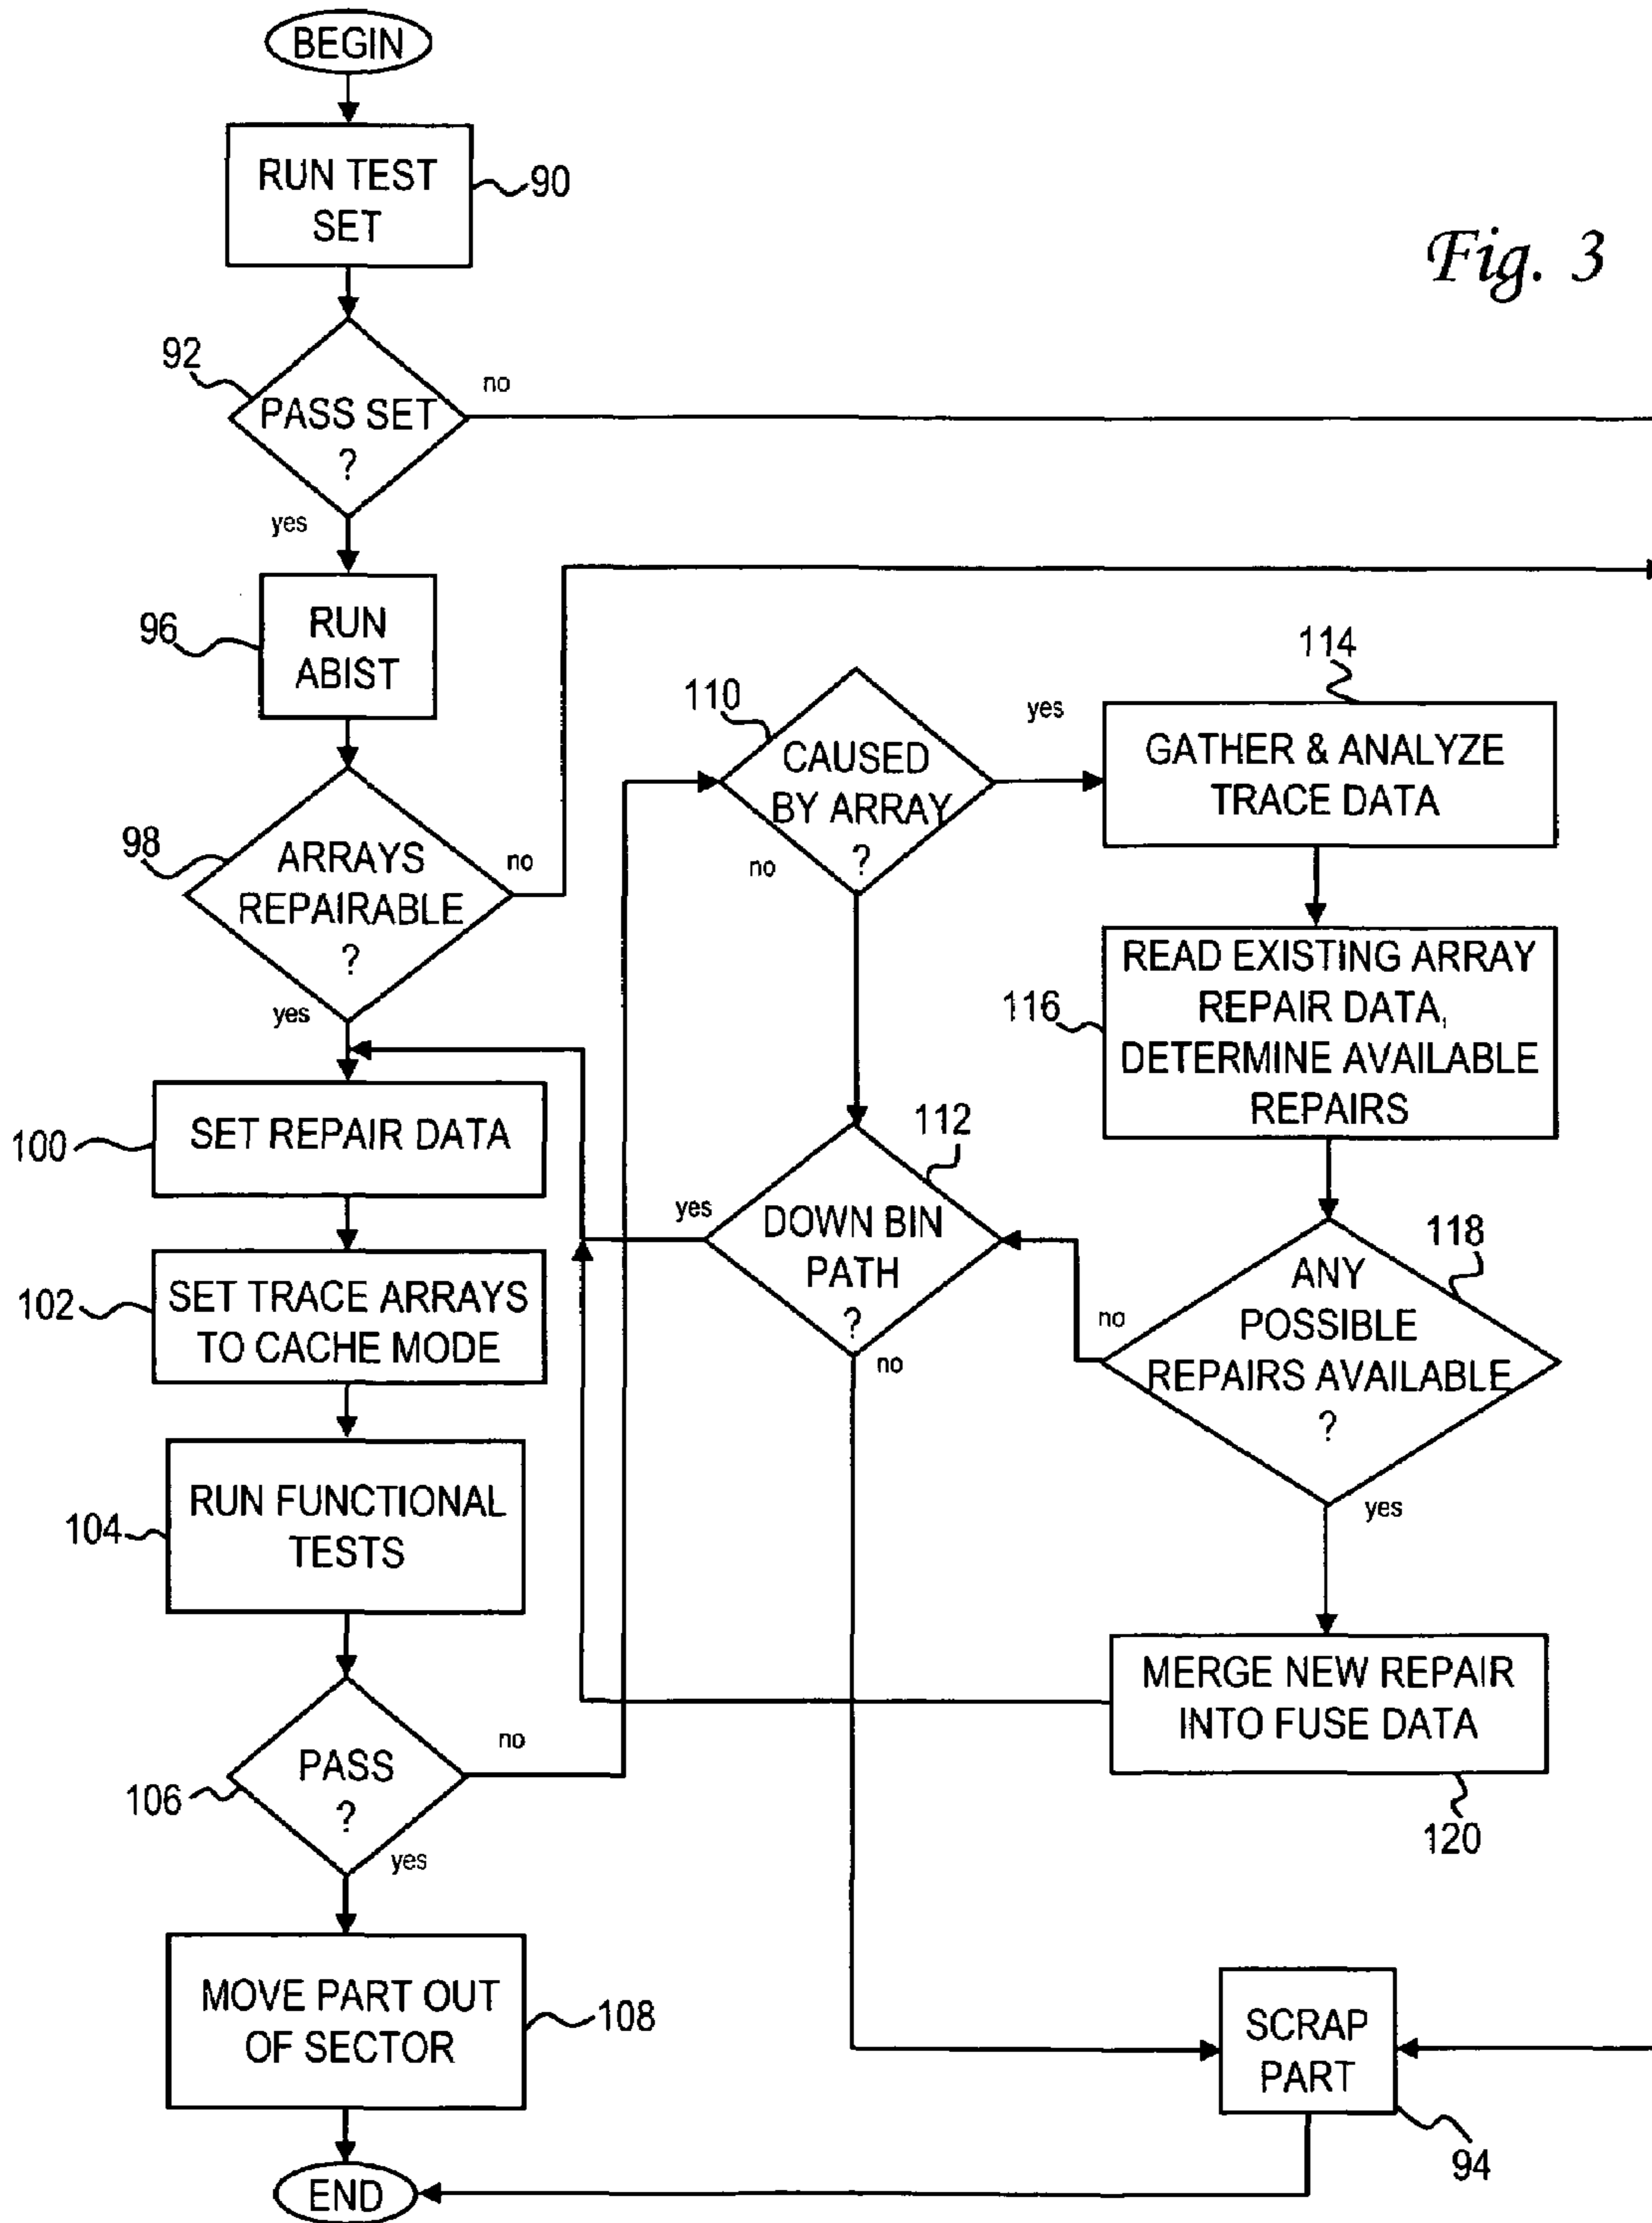 BEGIN
RUN TEST
SET
90
Fig. 3
92
PASS SET
?
no
yes
96
RUN
ABIST
98
ARRAYS
REPAIRABLE
?
no
yes
100
SET REPAIR DATA
102
SET TRACE ARRAYS
TO CACHE MODE
104
RUN FUNCTIONAL
TESTS
106
PASS
?
no
yes
MOVE PART OUT
OF SECTOR
108
END
110
CAUSED
BY ARRAY
?
yes
no
112
DOWN BIN
PATH
?
yes
no
114
GATHER & ANALYZE
TRACE DATA
116
READ EXISTING ARRAY
REPAIR DATA,
DETERMINE AVAILABLE
REPAIRS
118
ANY
POSSIBLE
REPAIRS AVAILABLE
?
no
yes
MERGE NEW REPAIR
INTO FUSE DATA
120
SCRAP
PART
94